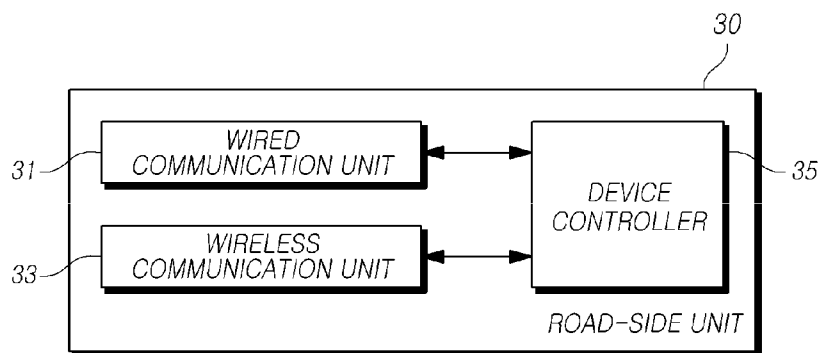 30
WIRED
COMMUNICATION UNIT
31
DEVICE
CONTROLLER
35
WIRELESS
COMMUNICATION UNIT
33
ROAD-SIDE UNIT